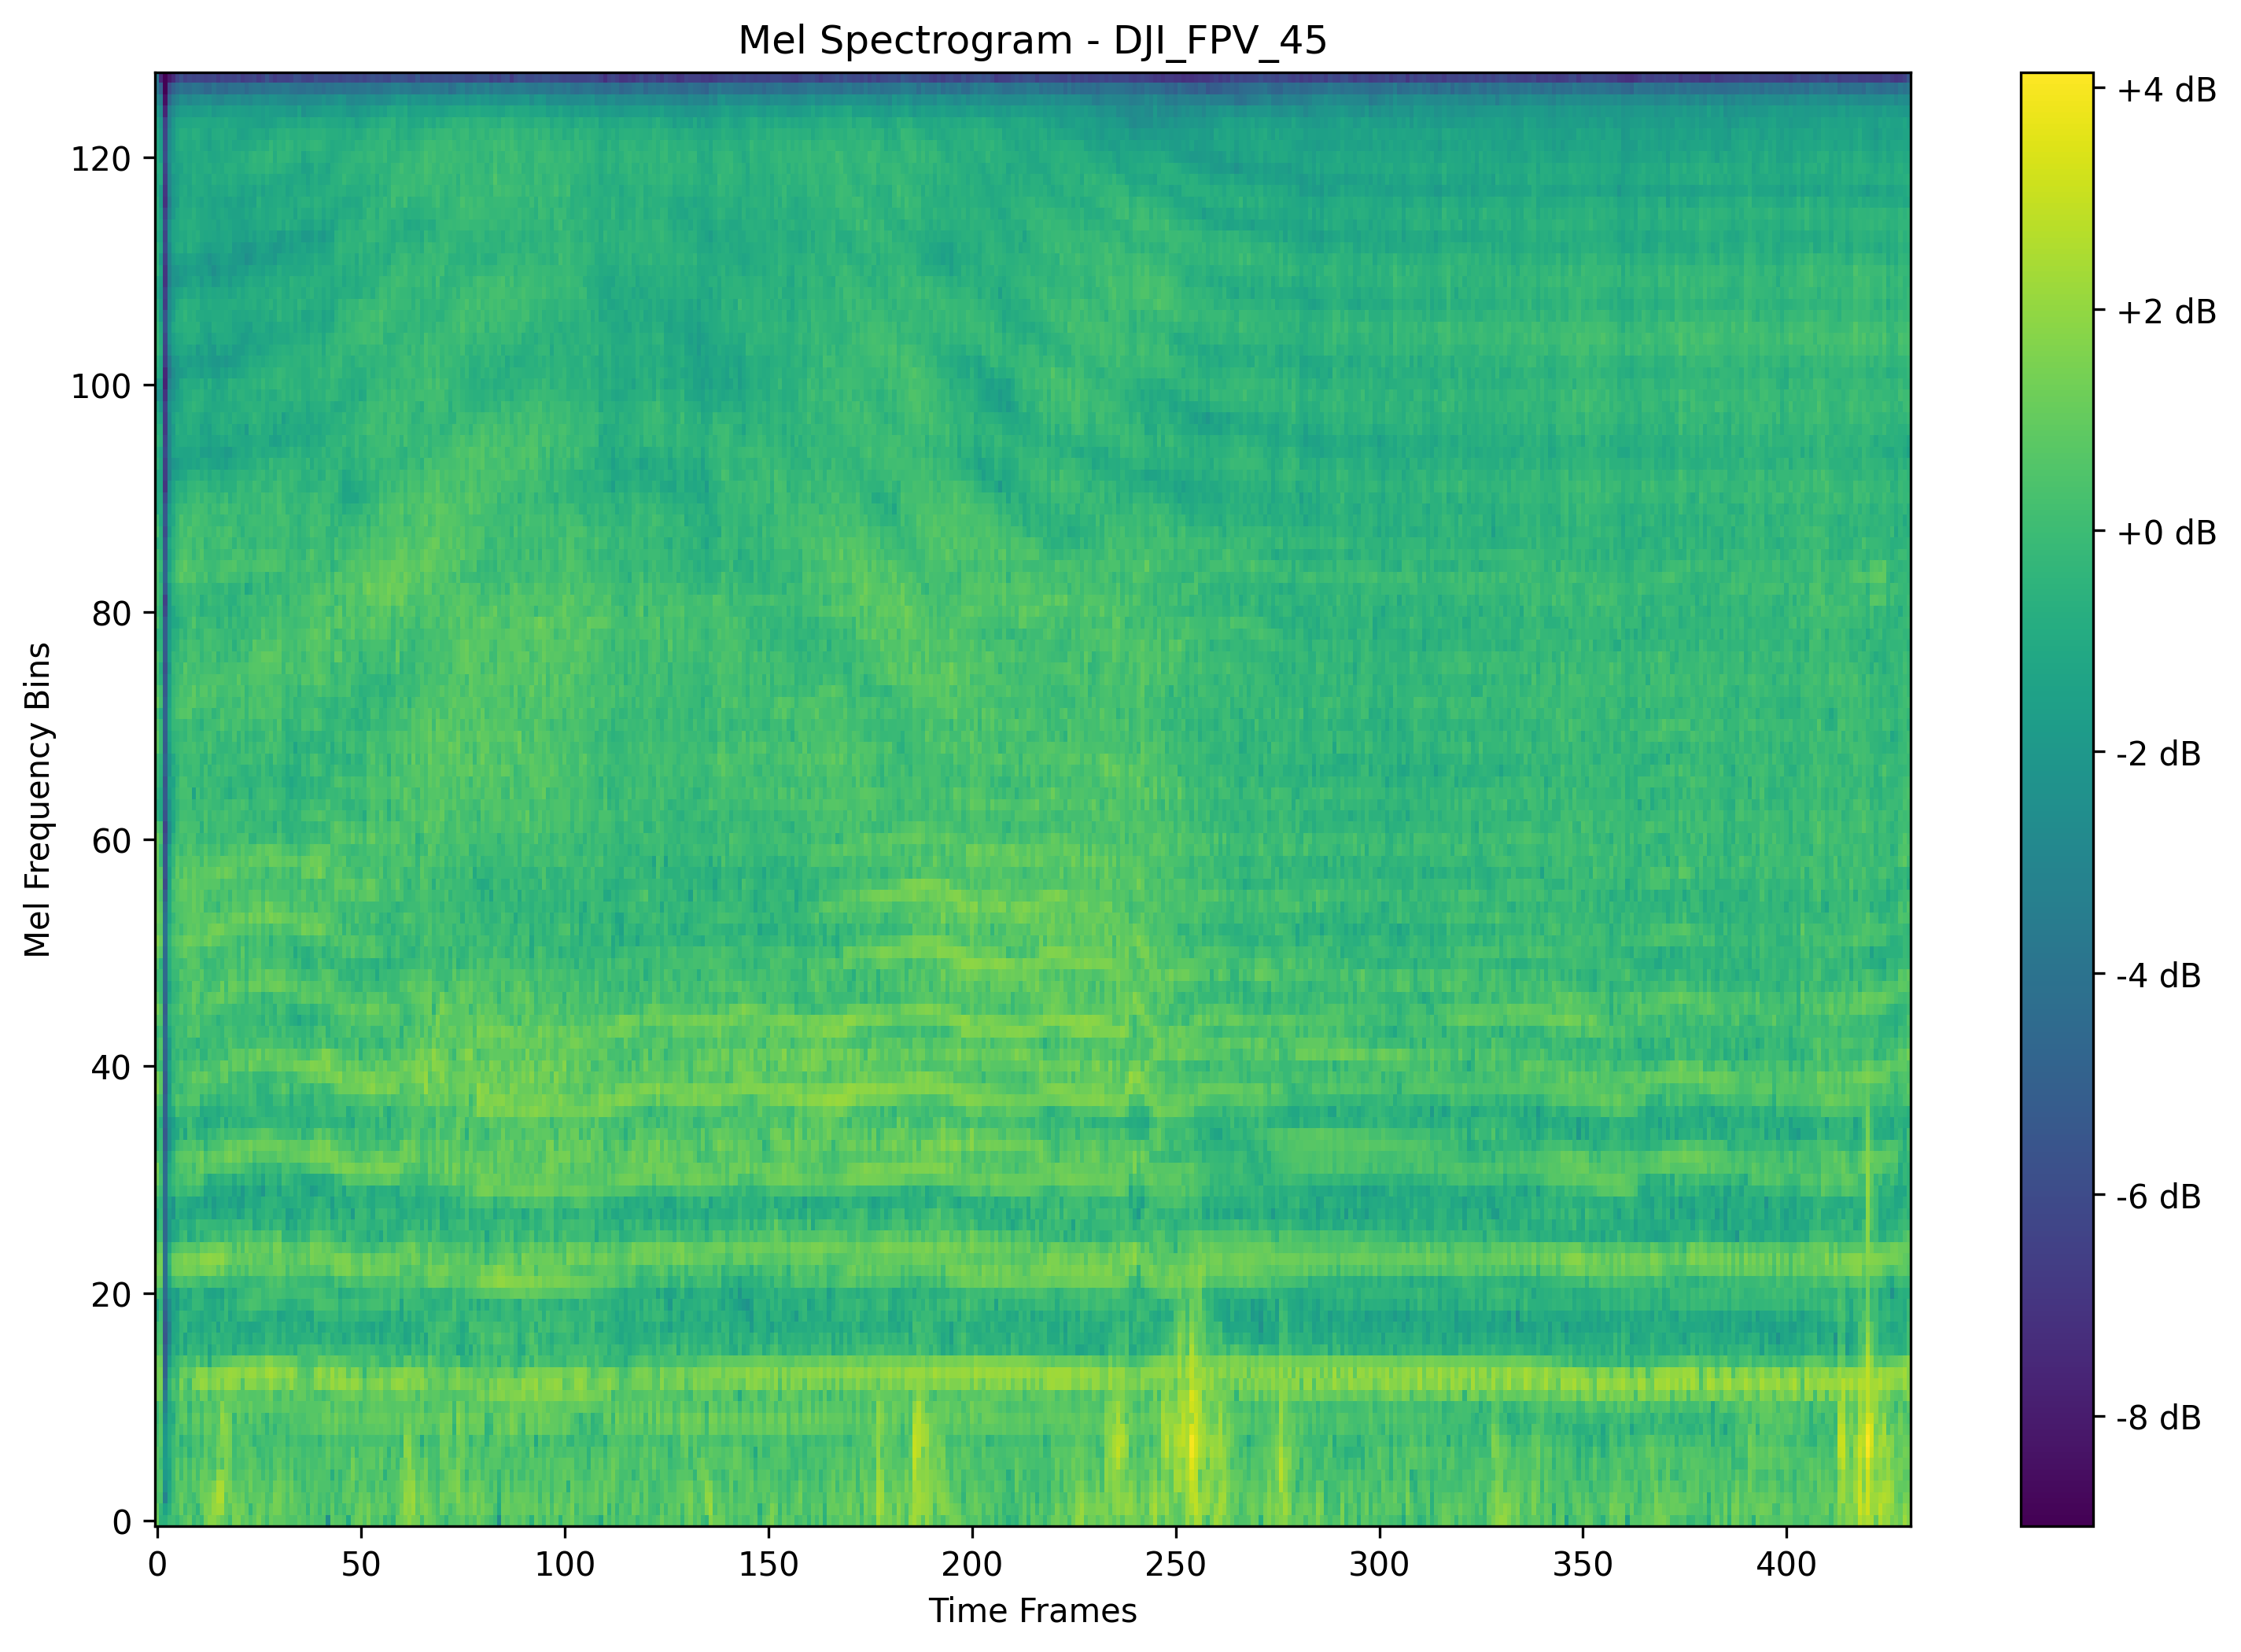 Mel Spectrogram - DJI_FPV_45
Mel Frequency Bins
120
100
80
60
40
20
0
0 50 100 150 200 250 300 350 400
Time Frames
+4 dB
+2 dB
+0 dB
-2 dB
-4 dB
-6 dB
-8 dB